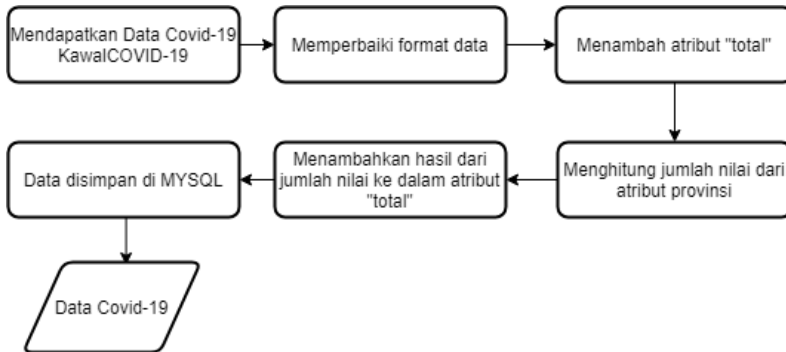 Mendapatkan Data Covid-19
KawalCOVID-19
Memperbaiki format data
Menambah atribut "total"
Menghitung jumlah nilai dari
atribut provinsi
Menambahkan hasil dari
jumlah nilai ke dalam atribut
"total"
Data disimpan di MYSQL
Data Covid-19